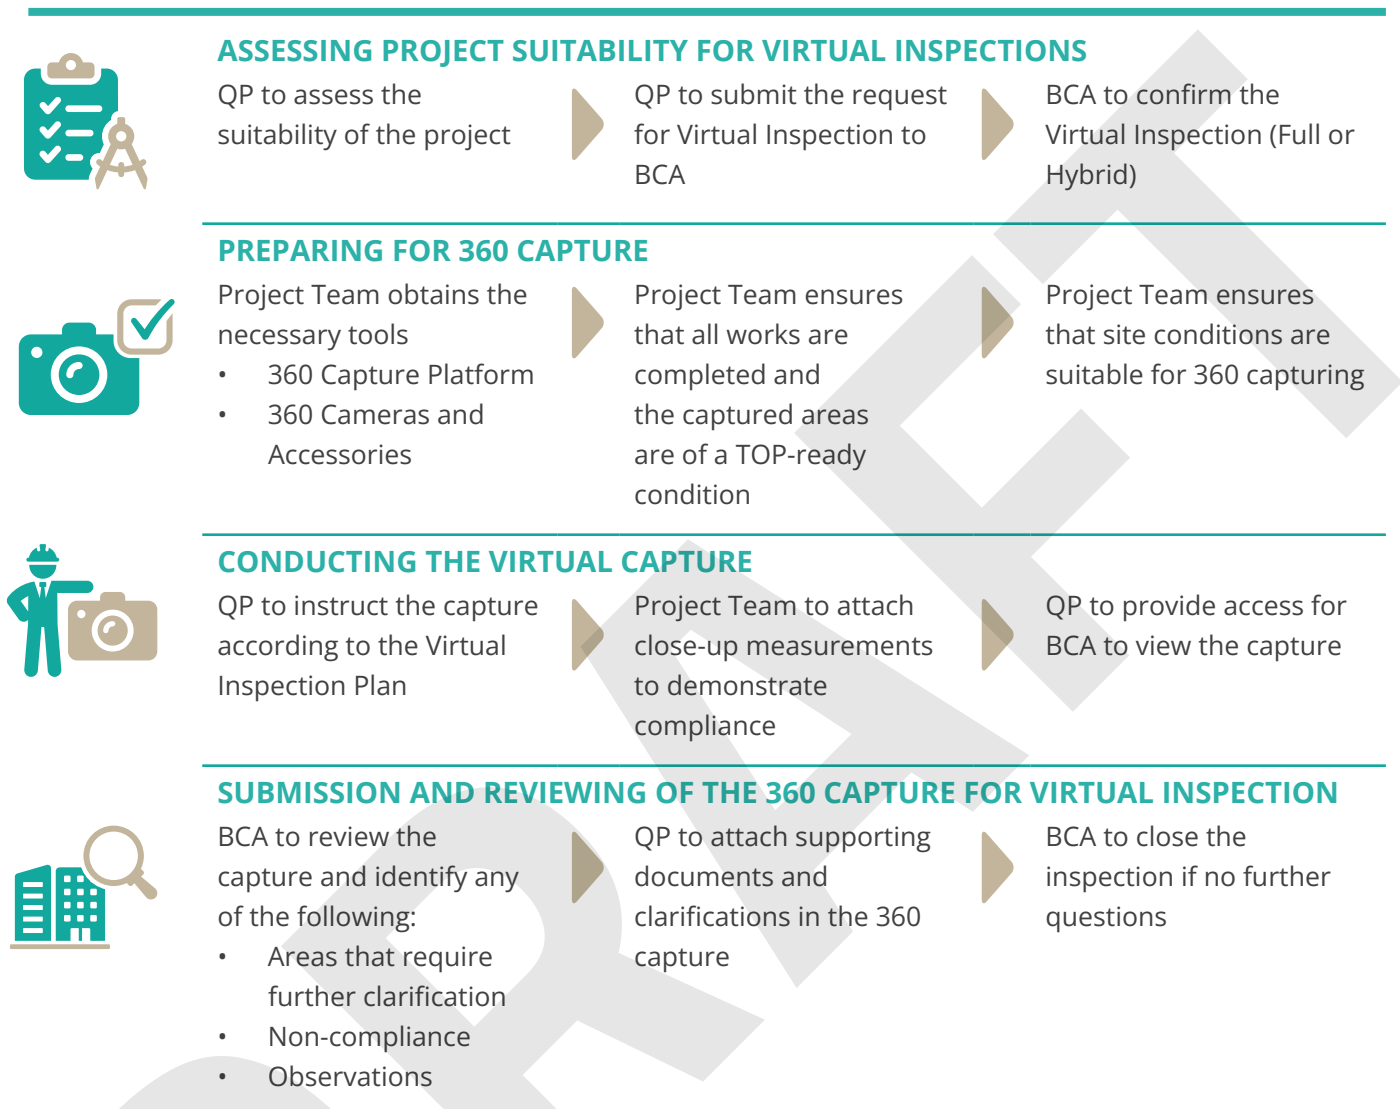 ASSESSING PROJECT SUITABILITY FOR VIRTUAL INSPECTIONS
QP to assess the
suitability of the project
QP to submit the request
for Virtual Inspection to
BCA
BCA to confirm the
Virtual Inspection (Full or
Hybrid)
PREPARING FOR 360 CAPTURE
Project Team obtains the
necessary tools
• 360 Capture Platform
• 360 Cameras and
Accessories
Project Team ensures
that all works are
completed and
the captured areas
are of a TOP-ready
condition
Project Team ensures
that site conditions are
suitable for 360 capturing
CONDUCTING THE VIRTUAL CAPTURE
QP to instruct the capture
according to the Virtual
Inspection Plan
Project Team to attach
close-up measurements
to demonstrate
compliance
QP to provide access for
BCA to view the capture
SUBMISSION AND REVIEWING OF THE 360 CAPTURE FOR VIRTUAL INSPECTION
BCA to review the
capture and identify any
of the following:
• Areas that require
further clarification
• Non-compliance
• Observations
QP to attach supporting
documents and
clarifications in the 360
capture
BCA to close the
inspection if no further
questions
DRAFT